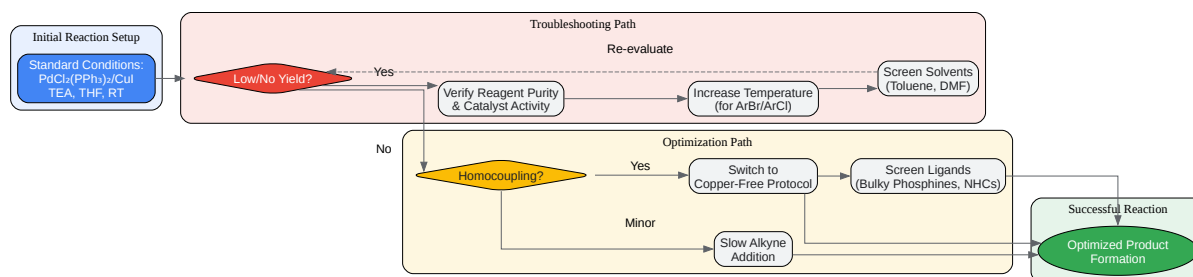 Initial Reaction Setup
Standard Conditions:
PdCl₂(PPh₃)₂/CuI
TEA, THF, RT
Troubleshooting Path
Low/No Yield?
Re-evaluate
Yes
Verify Reagent Purity
& Catalyst Activity
Increase Temperature
(for ArBr/ArCl)
Screen Solvents
(Toluene, DMF)
No
Optimization Path
Homocoupling?
Yes
Switch to
Copper-Free Protocol
Screen Ligands
(Bulky Phosphines, NHCs)
Minor
Slow Alkyne
Addition
Successful Reaction
Optimized Product
Formation